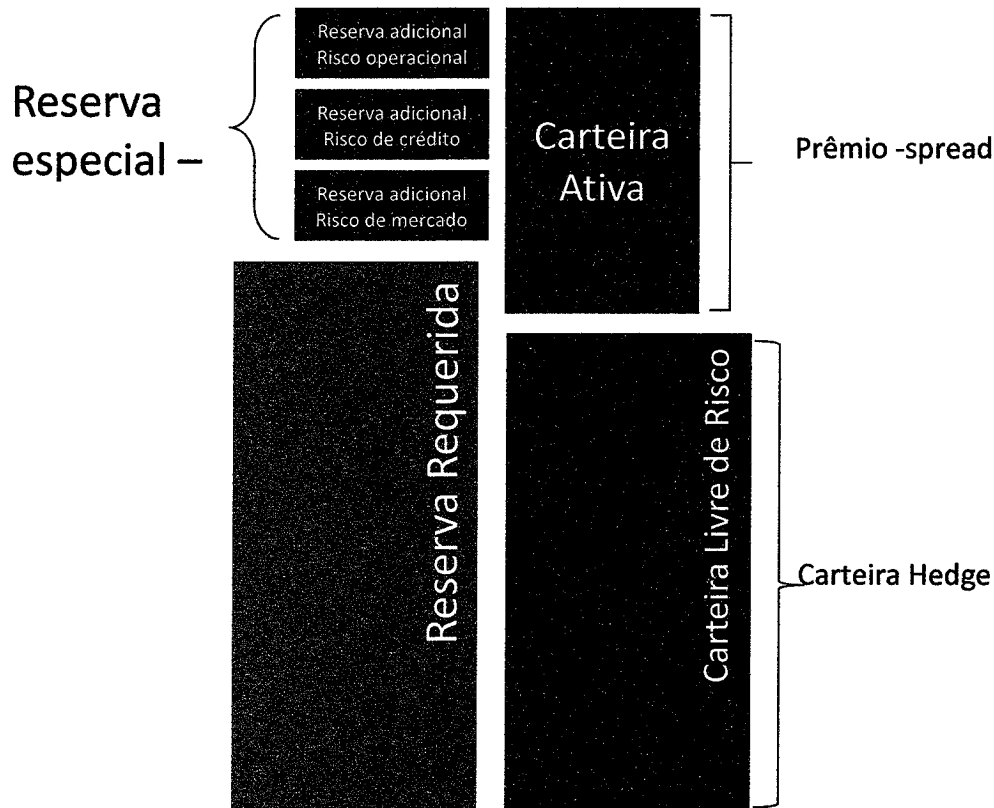 Reserva
especial –
Reserva adicional
Risco operacional
Reserva adicional
Risco de crédito
Reserva adicional
Risco de mercado
Carteira
Ativa
Prêmio -spread
Reserva Requerida
Carteira Livre de Risco
Carteira Hedge